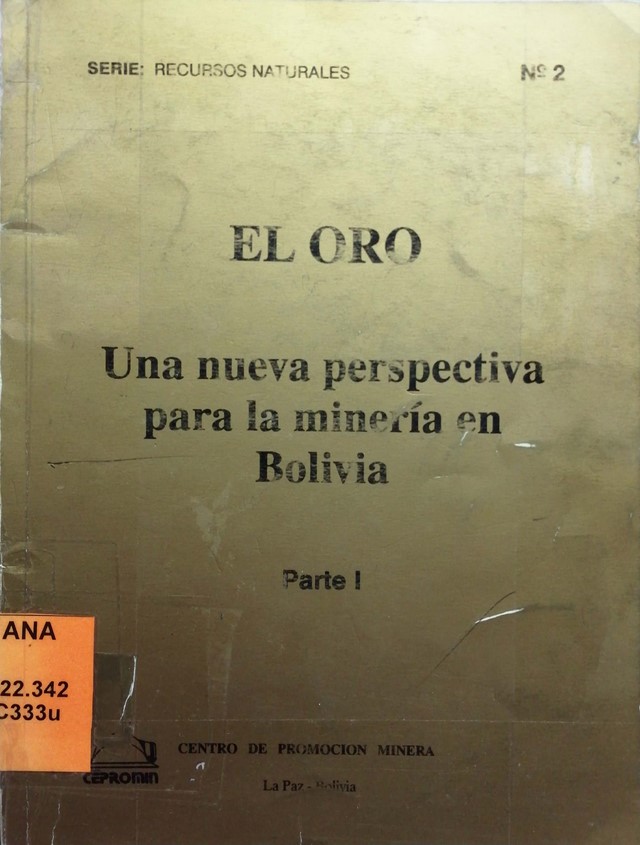 SERIE: RECURSOS NATURALES Nº 2
EL ORO
Una nueva perspectiva
para la minería en
Bolivia
Parte I
ANA
22.342
C333u
CEPROMIN
CENTRO DE PROMOCION MINERA
La Paz - Bolivia